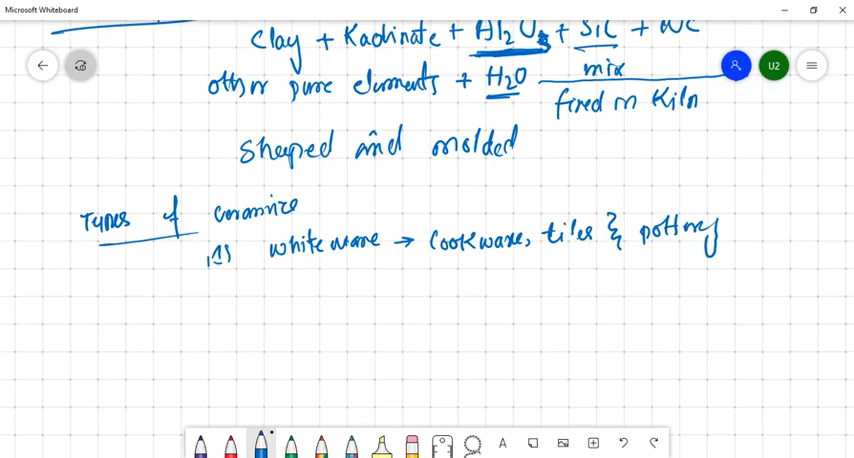 Microsoft Whiteboard
Clay + Kaolinate + Al2O3 + SiC + WC
other pure elements + H2O mix
fired in Kiln
shaped and molded
Types of ceramics
(1) whiteware → Cookware, tiles & pottery
U2
A